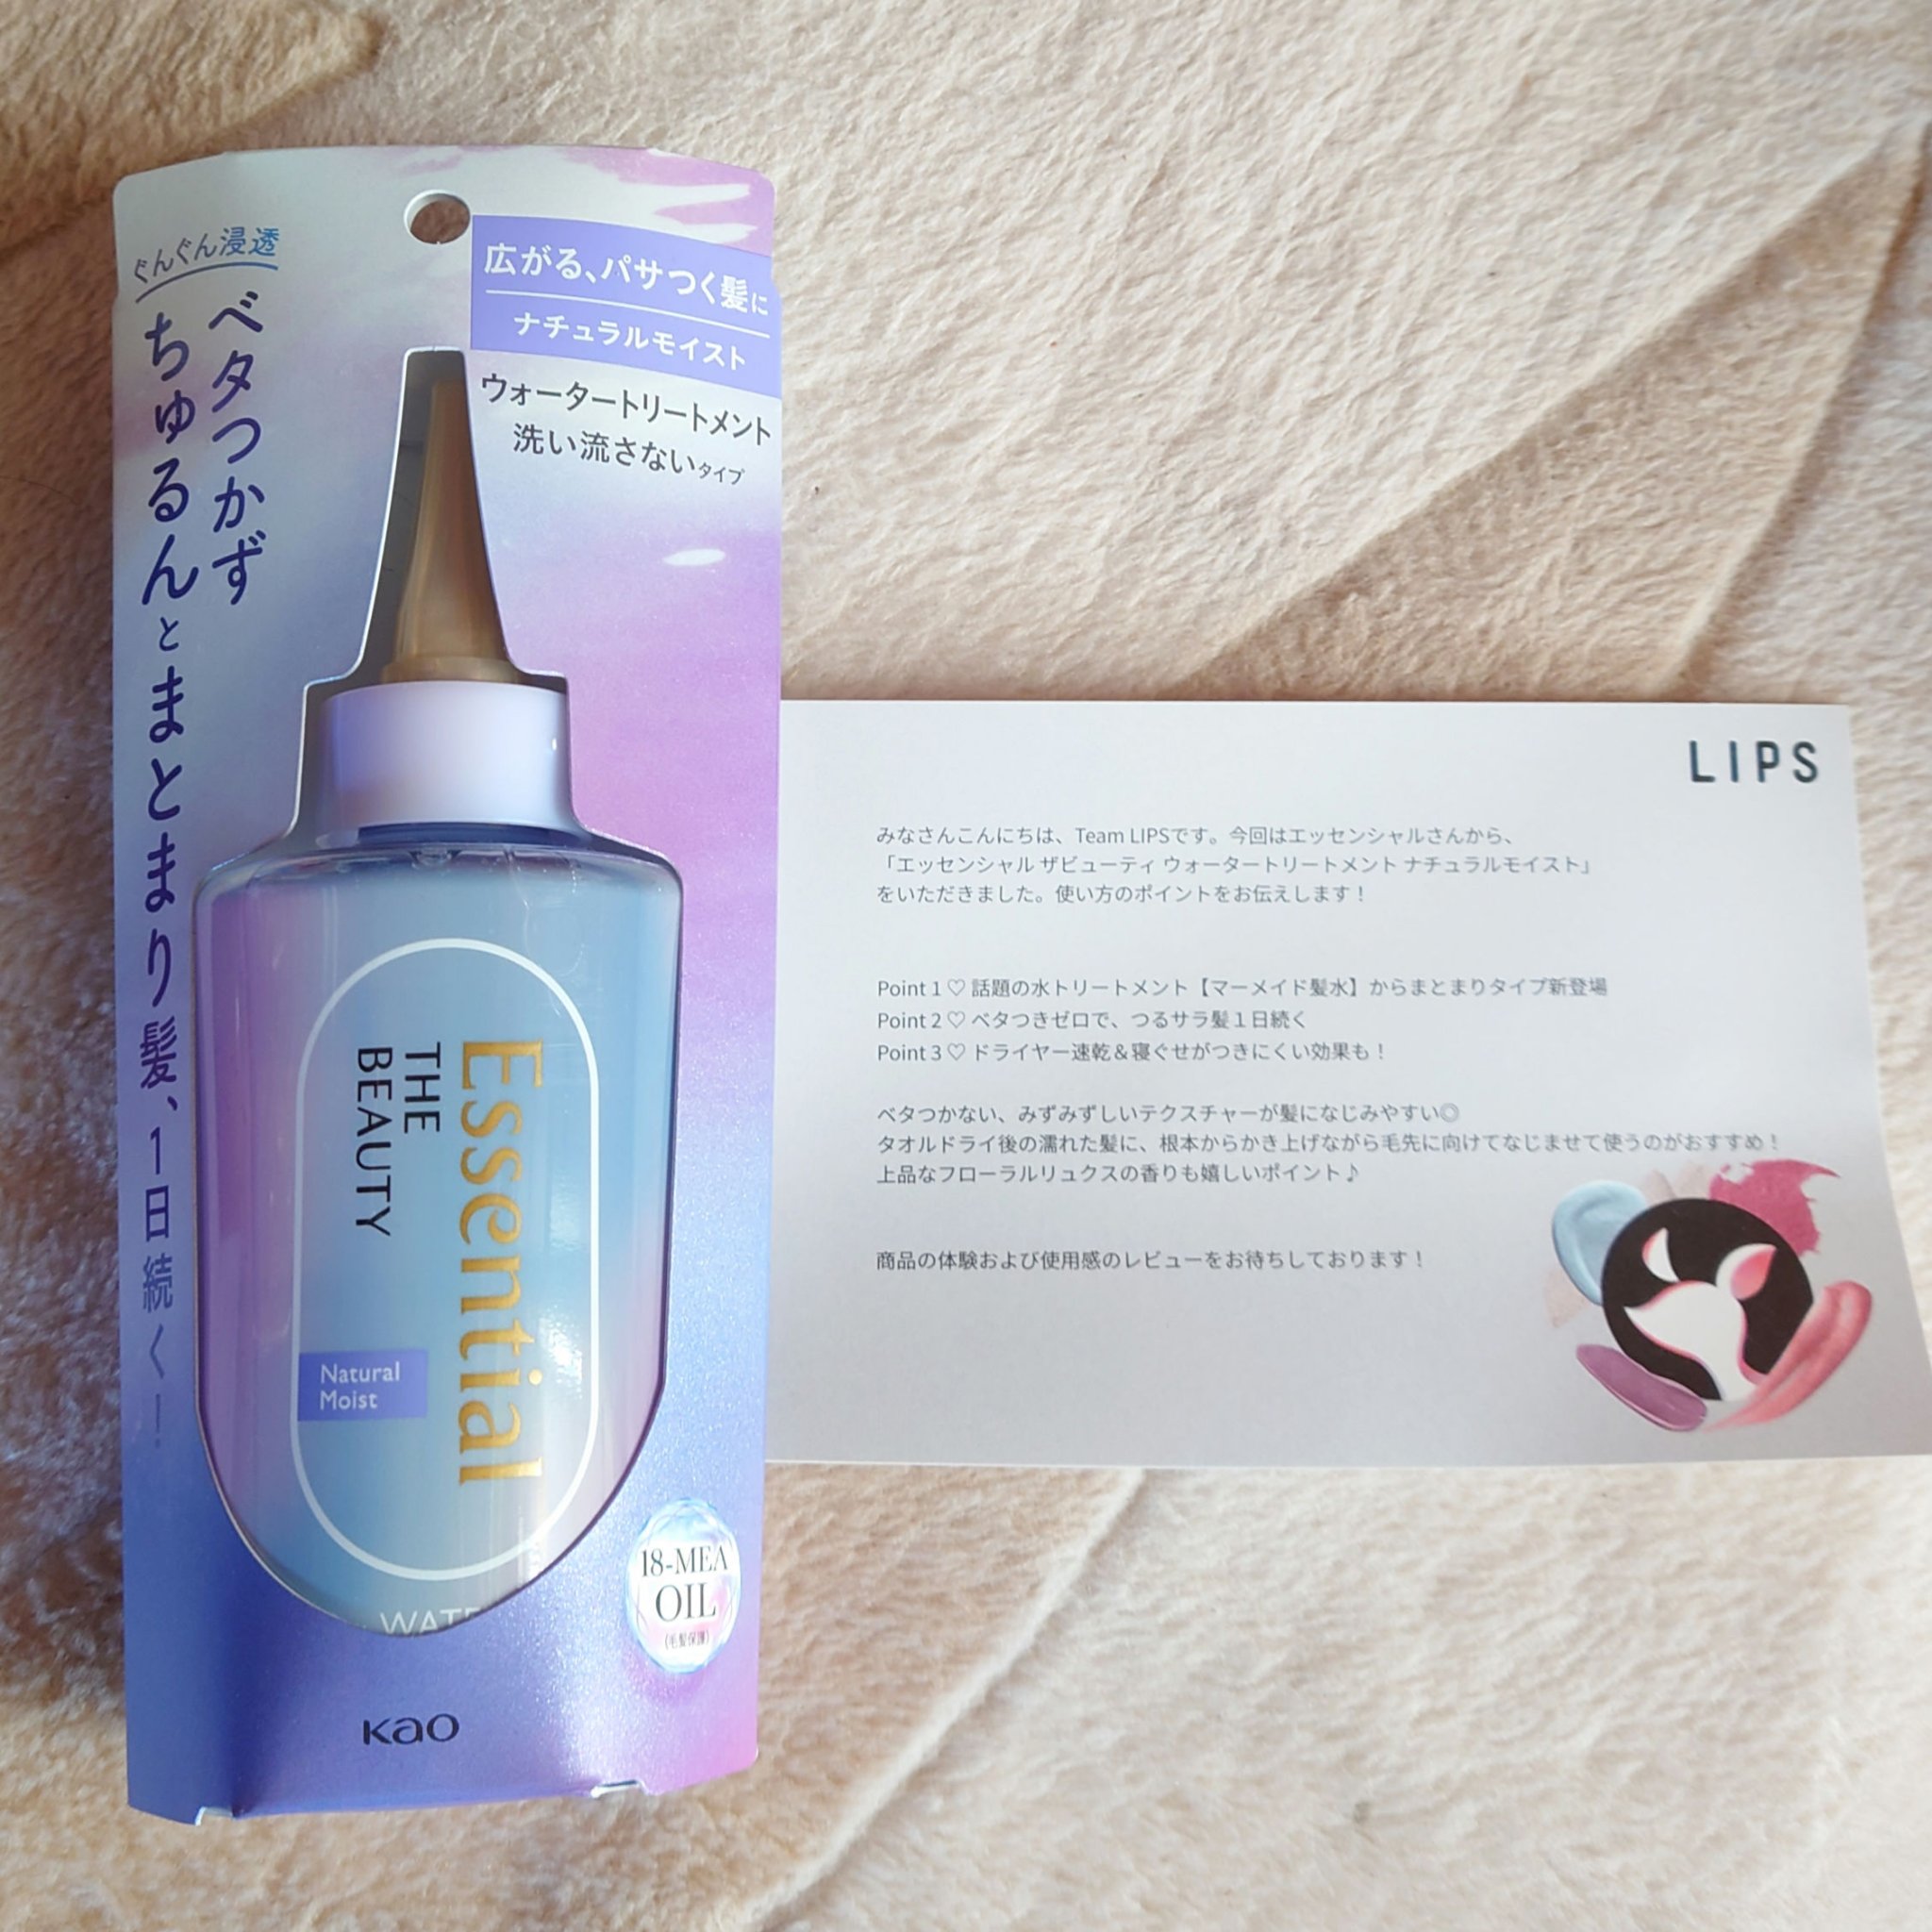 ぐんぐん浸透
ベタつかず
ちゅるんとまとまり髪、1日続く―!
広がる、パサつく髪に
ナチュラルモイスト
ウォータートリートメント
洗い流さないタイプ
Essential
THE
BEAUTY
Natural
Moist
18-MEA
OIL
(毛髪保護)
Kao
LIPS
みなさんこんにちは、Team LIPSです。今回はエッセンシャルさんから、
「エッセンシャル ザビューティ ウォータートリートメント ナチュラルモイスト」
をいただきました。使い方のポイントをお伝えします！
Point 1 ♡ 話題の水トリートメント【マーメイド髪水】からまとまりタイプ新登場
Point 2 ♡ ベタつきゼロで、つるサラ髪１日続く
Point 3 ♡ ドライヤー速乾＆寝ぐせがつきにくい効果も！
ベタつかない、みずみずしいテクスチャーが髪になじみやすい◎
タオルドライ後の濡れた髪に、根本からかき上げながら毛先に向けてなじませて使うのがおすすめ！
上品なフローラルリュクスの香りも嬉しいポイント♪
商品の体験および使用感のレビューをお待ちしております！